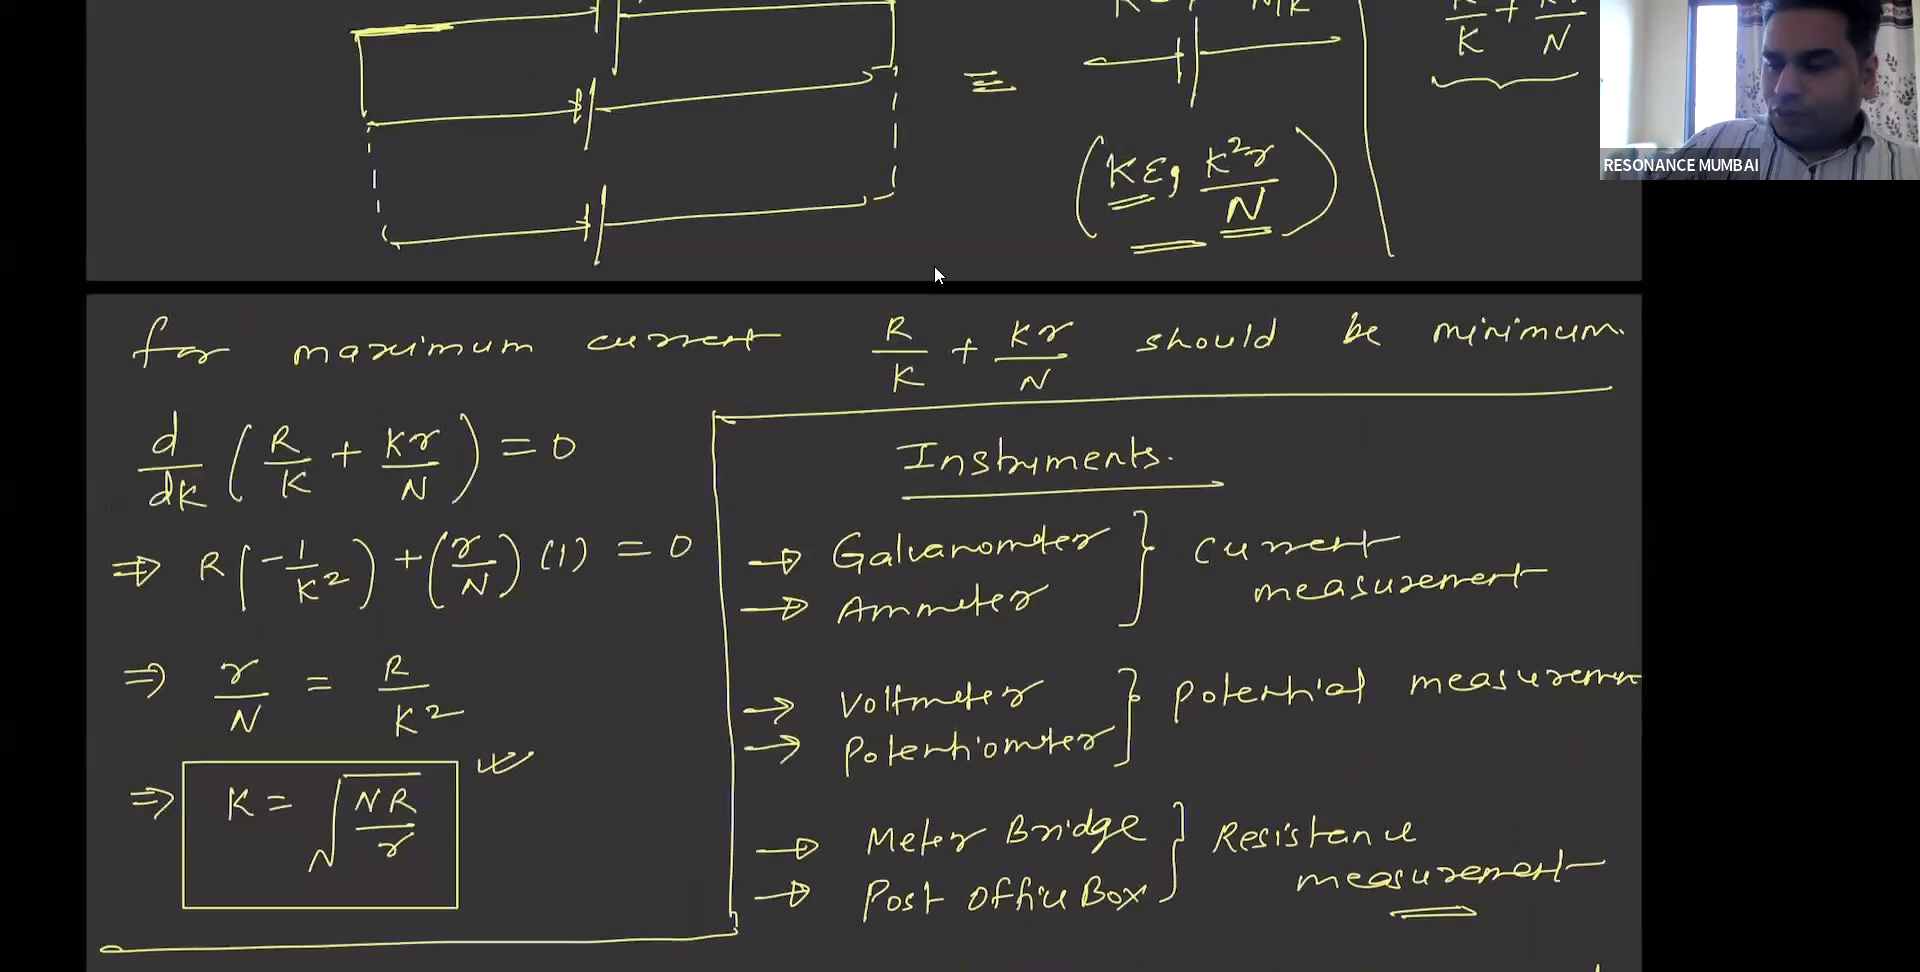 R/K + /N
RESONANCE MUMBAI
≡
(Kε, K²r/N)
for maximum current R/K + Kr/N should be minimum.
d/dK (R/K + Kr/N) = 0
⇒ R(-1/K²) + (r/N)(1) = 0
⇒ r/N = R/K²
⇒ K = √(NR/r)
Instruments.
→ Galvanometer } Current
→ Ammeter measurement
→ Voltmeter } potential measuremen
→ Potentiometer
→ Meter Bridge } Resistance
→ Post Office Box measurement